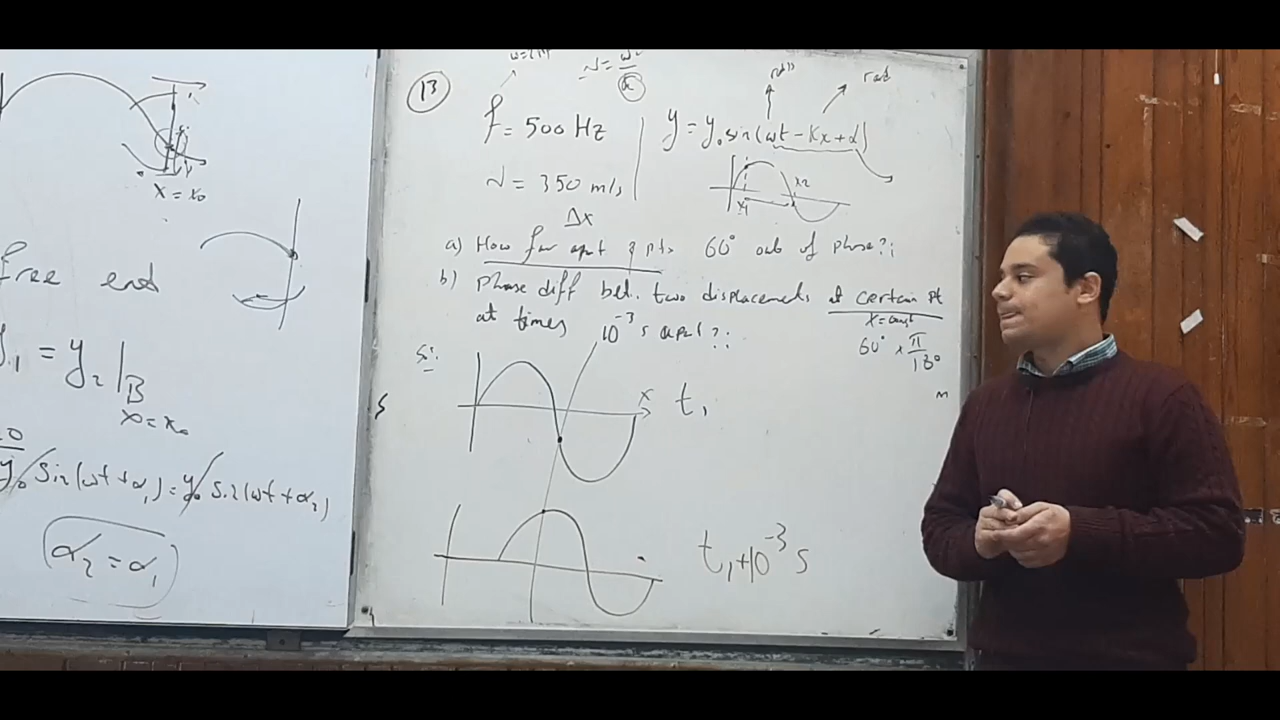 x = x₀
free end
= y₂ |B
x = x₀
y₀ sin(ωt + α₁) = y₀ sin(ωt + α₂)
α₂ = α₁
13
f = 500 Hz
v = 350 m/s
rad
y = y₀ sin(ωt − Kx + α)
x₁
x₂
Δx
a) How far apart 2 pts 60° out of phase?
b) phase diff bet. two displacements at certain pt
x = const
at times 10⁻³ s apart?
60° × π/180°
x
t₁
t₁ + 10⁻³ s